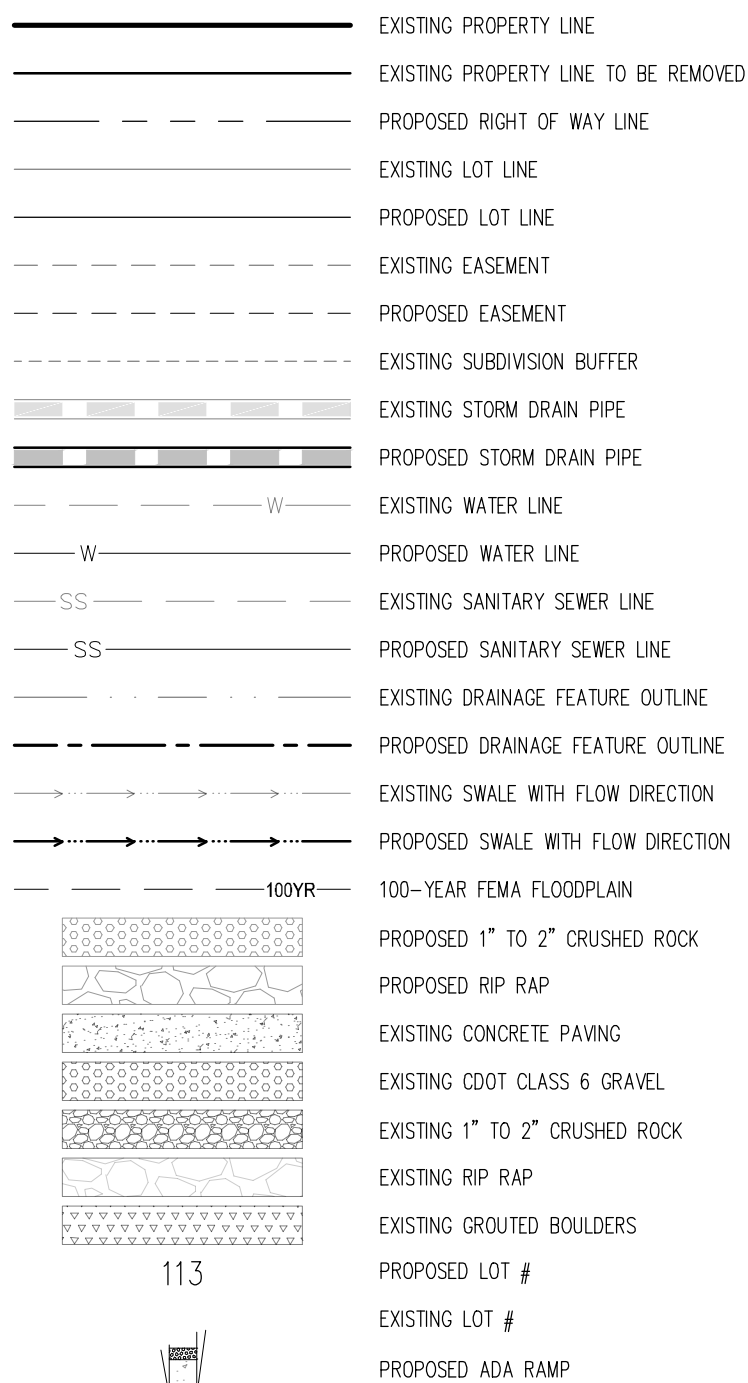 EXISTING PROPERTY LINE
EXISTING PROPERTY LINE TO BE REMOVED
PROPOSED RIGHT OF WAY LINE
EXISTING LOT LINE
PROPOSED LOT LINE
EXISTING EASEMENT
PROPOSED EASEMENT
EXISTING SUBDIVISION BUFFER
EXISTING STORM DRAIN PIPE
PROPOSED STORM DRAIN PIPE
W EXISTING WATER LINE
W PROPOSED WATER LINE
SS EXISTING SANITARY SEWER LINE
SS PROPOSED SANITARY SEWER LINE
EXISTING DRAINAGE FEATURE OUTLINE
PROPOSED DRAINAGE FEATURE OUTLINE
EXISTING SWALE WITH FLOW DIRECTION
PROPOSED SWALE WITH FLOW DIRECTION
100YR 100-YEAR FEMA FLOODPLAIN
PROPOSED 1" TO 2" CRUSHED ROCK
PROPOSED RIP RAP
EXISTING CONCRETE PAVING
EXISTING CDOT CLASS 6 GRAVEL
EXISTING 1" TO 2" CRUSHED ROCK
EXISTING RIP RAP
EXISTING GROUTED BOULDERS
113 PROPOSED LOT #
EXISTING LOT #
PROPOSED ADA RAMP